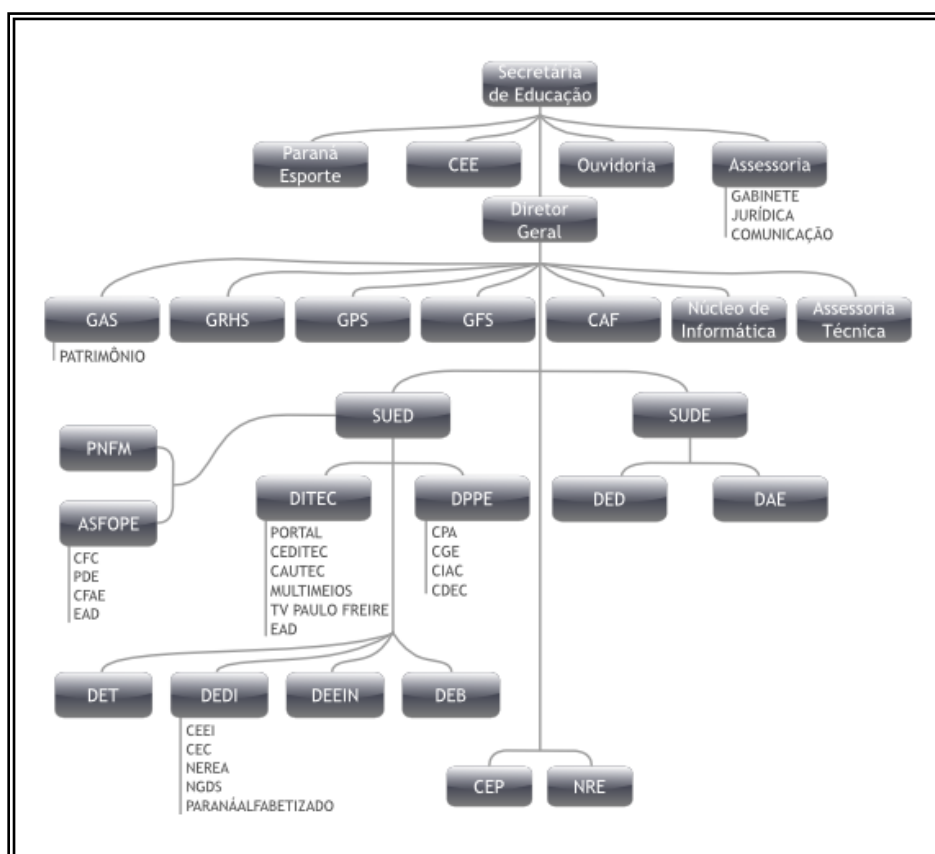 Secretária
de Educação
Paraná
Esporte
CEE
Ouvidoria
Assessoria
GABINETE
JURÍDICA
COMUNICAÇÃO
Diretor
Geral
GAS
GRHS
GPS
GFS
CAF
Núcleo de
Informática
Assessoria
Técnica
PATRIMÔNIO
SUED
SUDE
PNFM
ASFOPE
CFC
PDE
CFAE
EAD
DITEC
PORTAL
CEDITEC
CAUTEC
MULTIMEIOS
TV PAULO FREIRE
EAD
DPPE
CPA
CGE
CIAC
CDEC
DED
DAE
DET
DEDI
CEEI
CEC
NEREA
NGDS
PARANÁALFABETIZADO
DEEIN
DEB
CEP
NRE